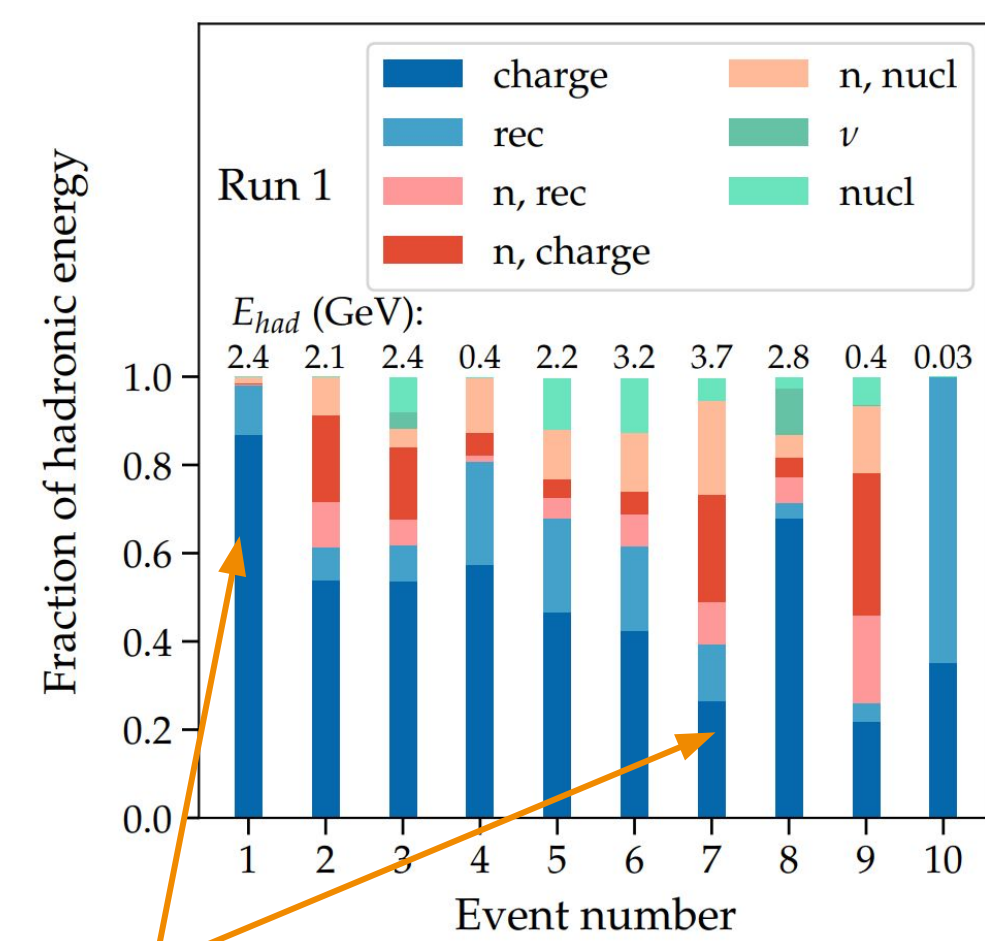 charge
n, nucl
rec
ν
n, rec
nucl
n, charge
Run 1
E_had (GeV):
2.4 2.1 2.4 0.4 2.2 3.2 3.7 2.8 0.4 0.03
1.0
0.8
0.6
0.4
0.2
0.0
Fraction of hadronic energy
1 2 3 4 5 6 7 8 9 10
Event number